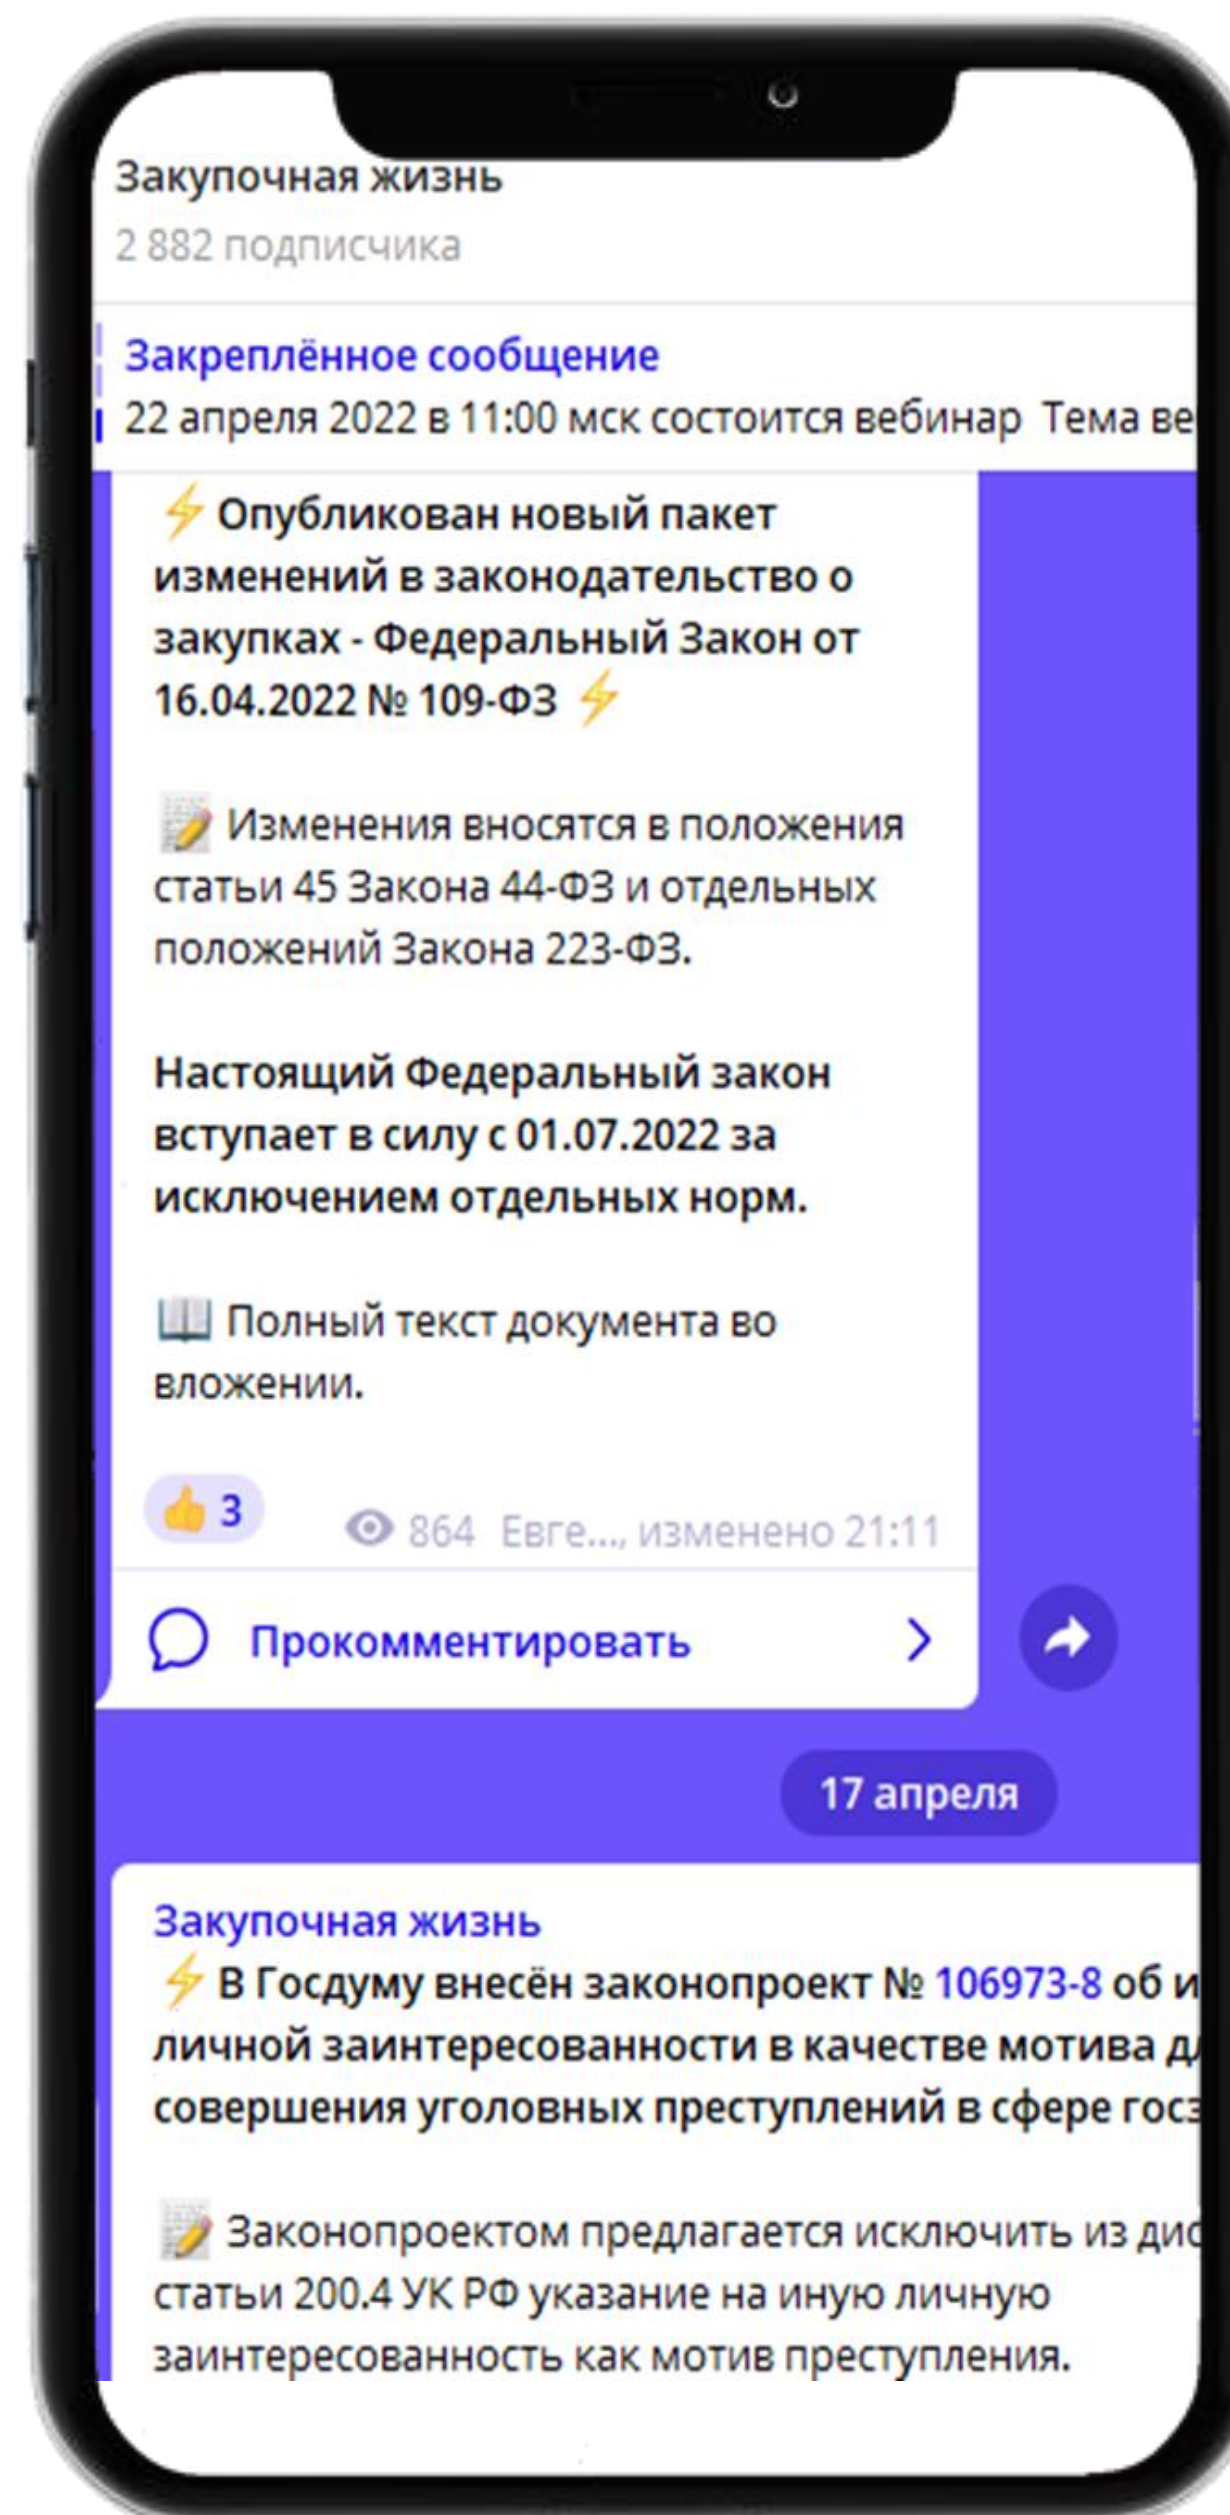 Закупочная жизнь
2 882 подписчика
Закреплённое сообщение
22 апреля 2022 в 11:00 мск состоится вебинар Тема ве
⚡ Опубликован новый пакет
изменений в законодательство о
закупках - Федеральный Закон от
16.04.2022 № 109-ФЗ ⚡
📝 Изменения вносятся в положения
статьи 45 Закона 44-ФЗ и отдельных
положений Закона 223-ФЗ.
Настоящий Федеральный закон
вступает в силу с 01.07.2022 за
исключением отдельных норм.
📖 Полный текст документа во
вложении.
👍 3
864 Евге..., изменено 21:11
Прокомментировать
17 апреля
Закупочная жизнь
⚡ В Госдуму внесён законопроект № 106973-8 об и
личной заинтересованности в качестве мотива дл
совершения уголовных преступлений в сфере госз
📝 Законопроектом предлагается исключить из дис
статьи 200.4 УК РФ указание на иную личную
заинтересованность как мотив преступления.